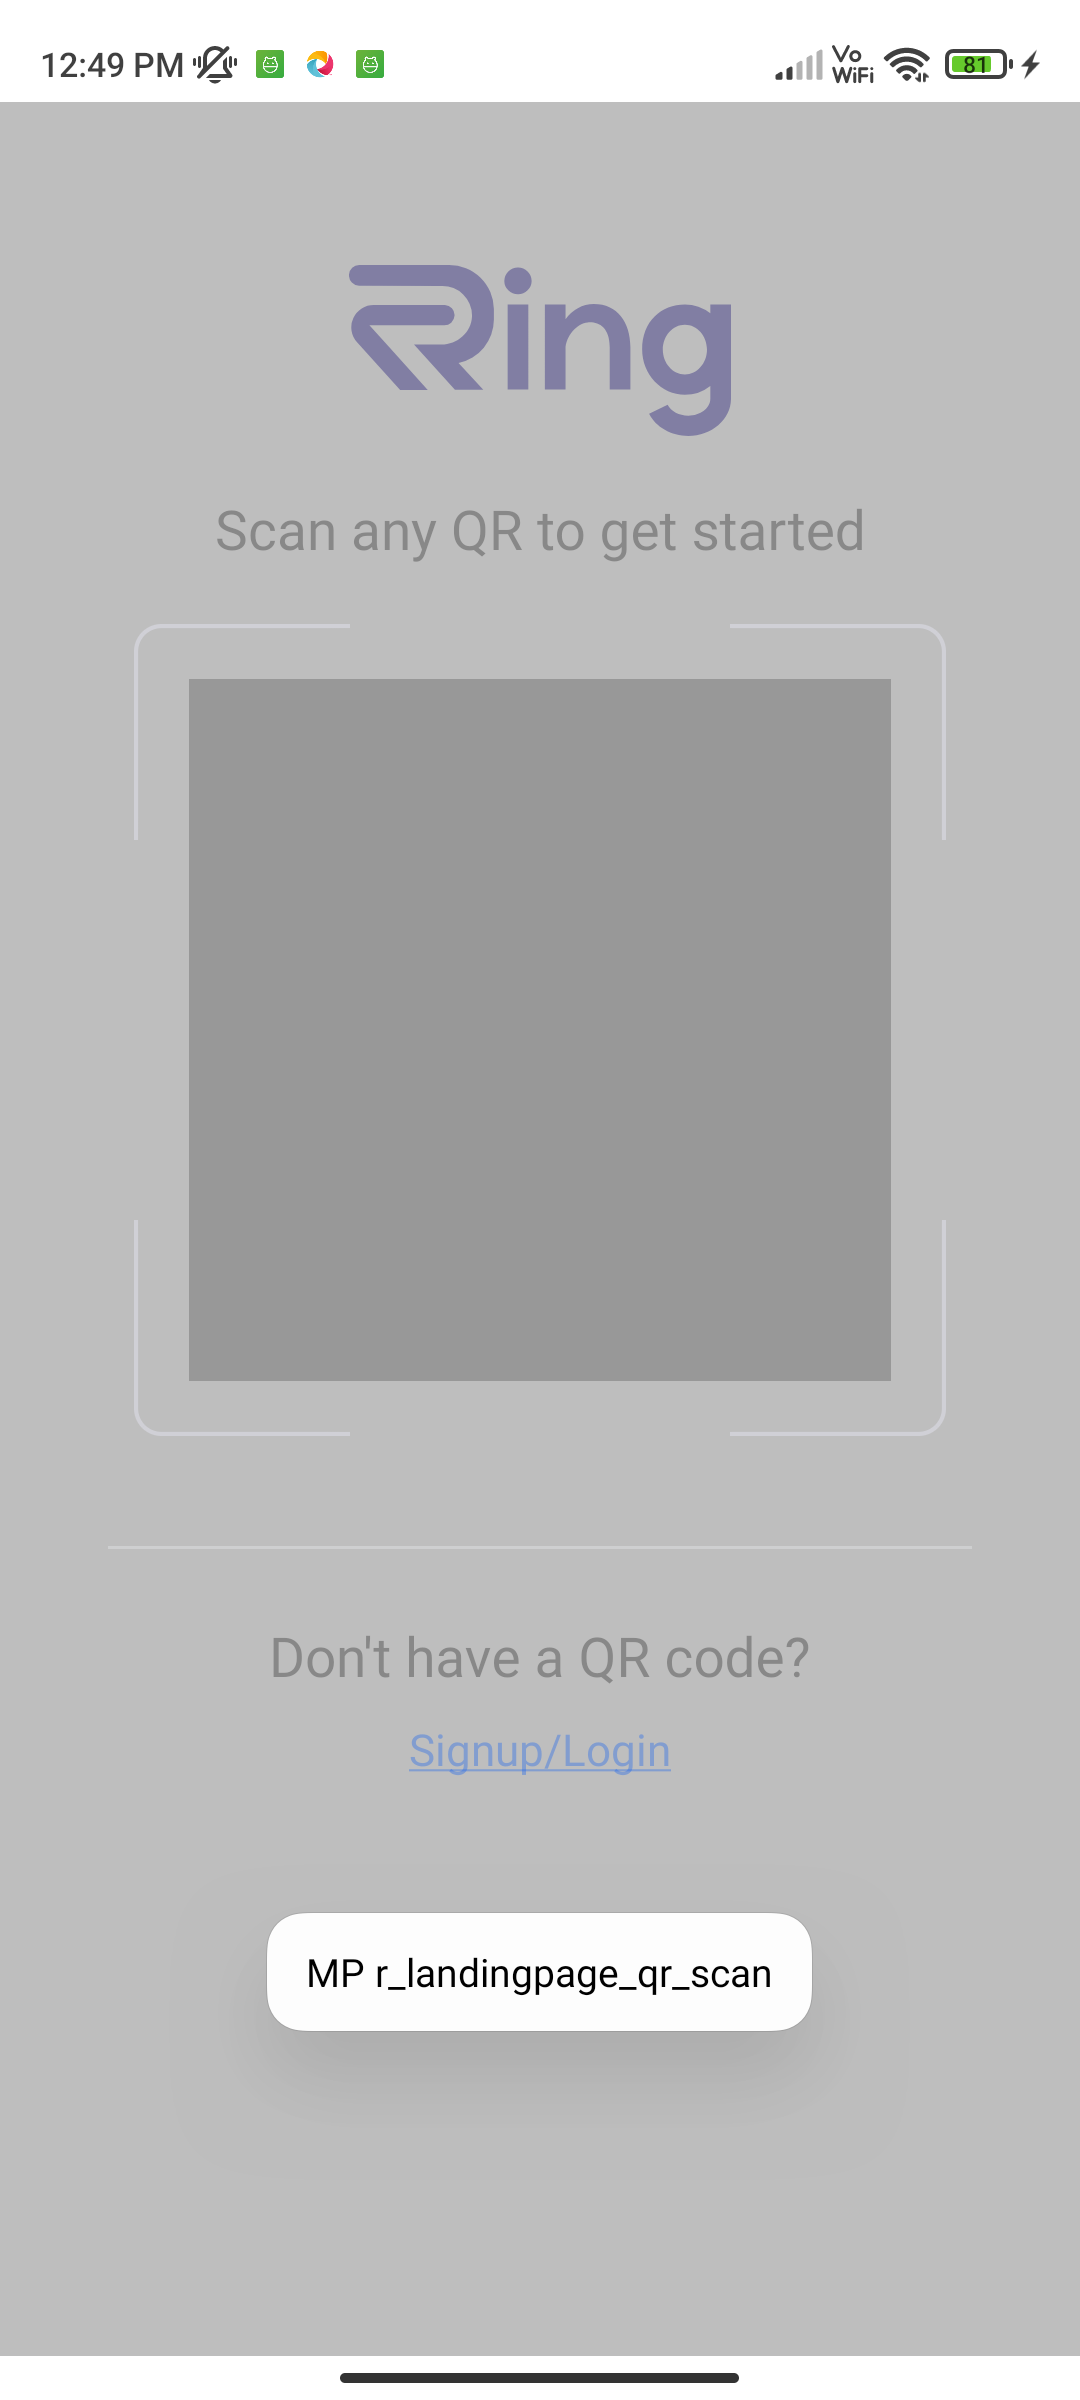 12:49 PM Vo WiFi 81
Ring
Scan any QR to get started
Don't have a QR code?
Signup/Login
MP r_landingpage_qr_scan